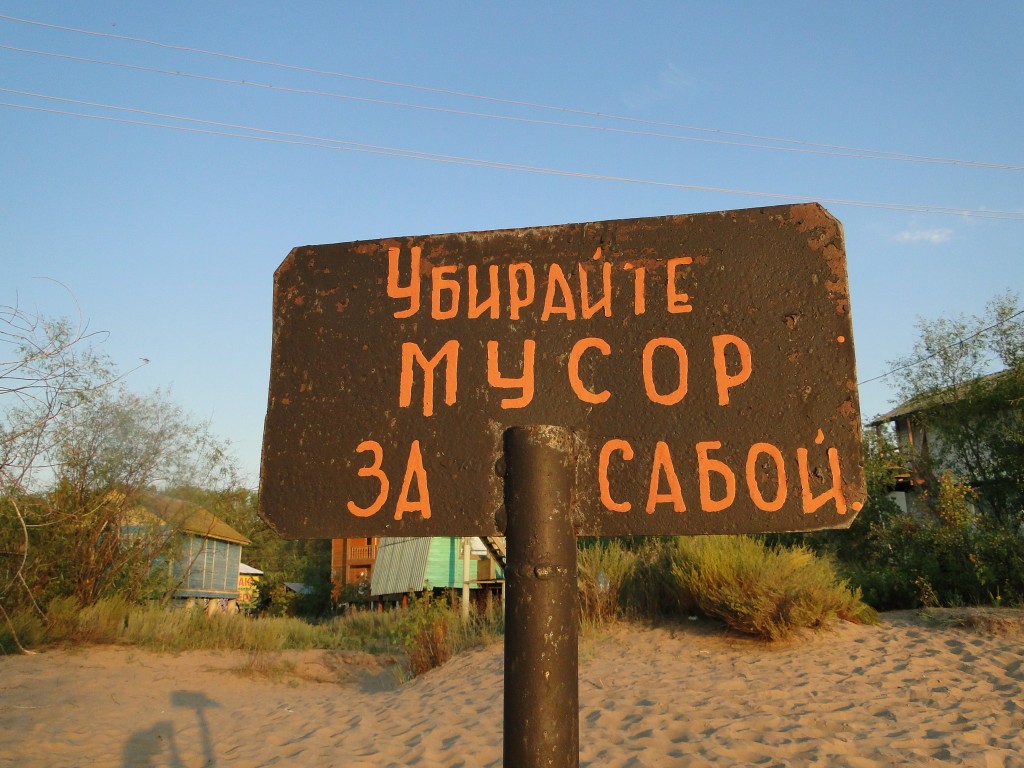 Убирайте
мусор
за сабой.